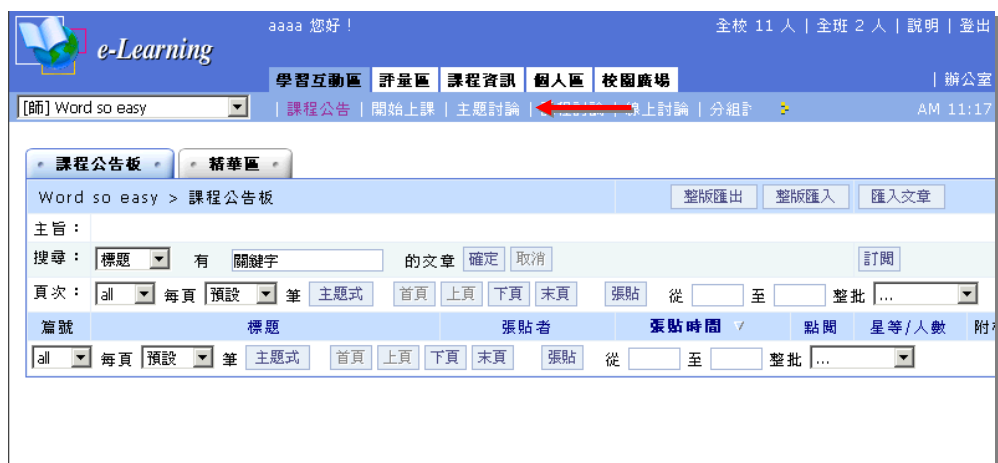 aaaa 您好！ 全校 11 人 | 全班 2 人 | 說明 | 登出
e-Learning
學習互動區 評量區 課程資訊 個人區 校園廣場 | 辦公室
[師] Word so easy | 課程公告 | 開始上課 | 主題討論 | 線上討論 | 分組 AM 11:17
課程公告板 精華區
Word so easy > 課程公告板 整版匯出 整版匯入 匯入文章
主旨：
搜尋： 標題 有 關鍵字 的文章 確定 取消 訂閱
頁次： all 每頁 預設 筆 主題式 首頁 上頁 下頁 末頁 張貼 從 至 整批 ...
篇號 標題 張貼者 張貼時間 ▽ 點閱 星等/人數 附
all 每頁 預設 筆 主題式 首頁 上頁 下頁 末頁 張貼 從 至 整批 ...